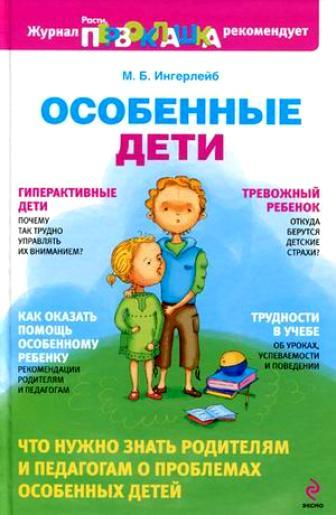 Журнал Расти, ПЕРВОКЛАШКА рекомендует
М. Б. Ингерлейб
ОСОБЕННЫЕ
ДЕТИ
ГИПЕРАКТИВНЫЕ
ДЕТИ
ПОЧЕМУ
ТАК ТРУДНО
УПРАВЛЯТЬ
ИХ ВНИМАНИЕМ?
ТРЕВОЖНЫЙ
РЕБЕНОК
ОТКУДА
БЕРУТСЯ
ДЕТСКИЕ
СТРАХИ?
КАК ОКАЗАТЬ
ПОМОЩЬ
ОСОБЕННОМУ
РЕБЕНКУ
РЕКОМЕНДАЦИИ
РОДИТЕЛЯМ
И ПЕДАГОГАМ
ТРУДНОСТИ
В УЧЕБЕ
ОБ УРОКАХ,
УСПЕВАЕМОСТИ
И ПОВЕДЕНИИ
ЧТО НУЖНО ЗНАТЬ РОДИТЕЛЯМ
И ПЕДАГОГАМ О ПРОБЛЕМАХ
ОСОБЕННЫХ ДЕТЕЙ
ЭКСМО